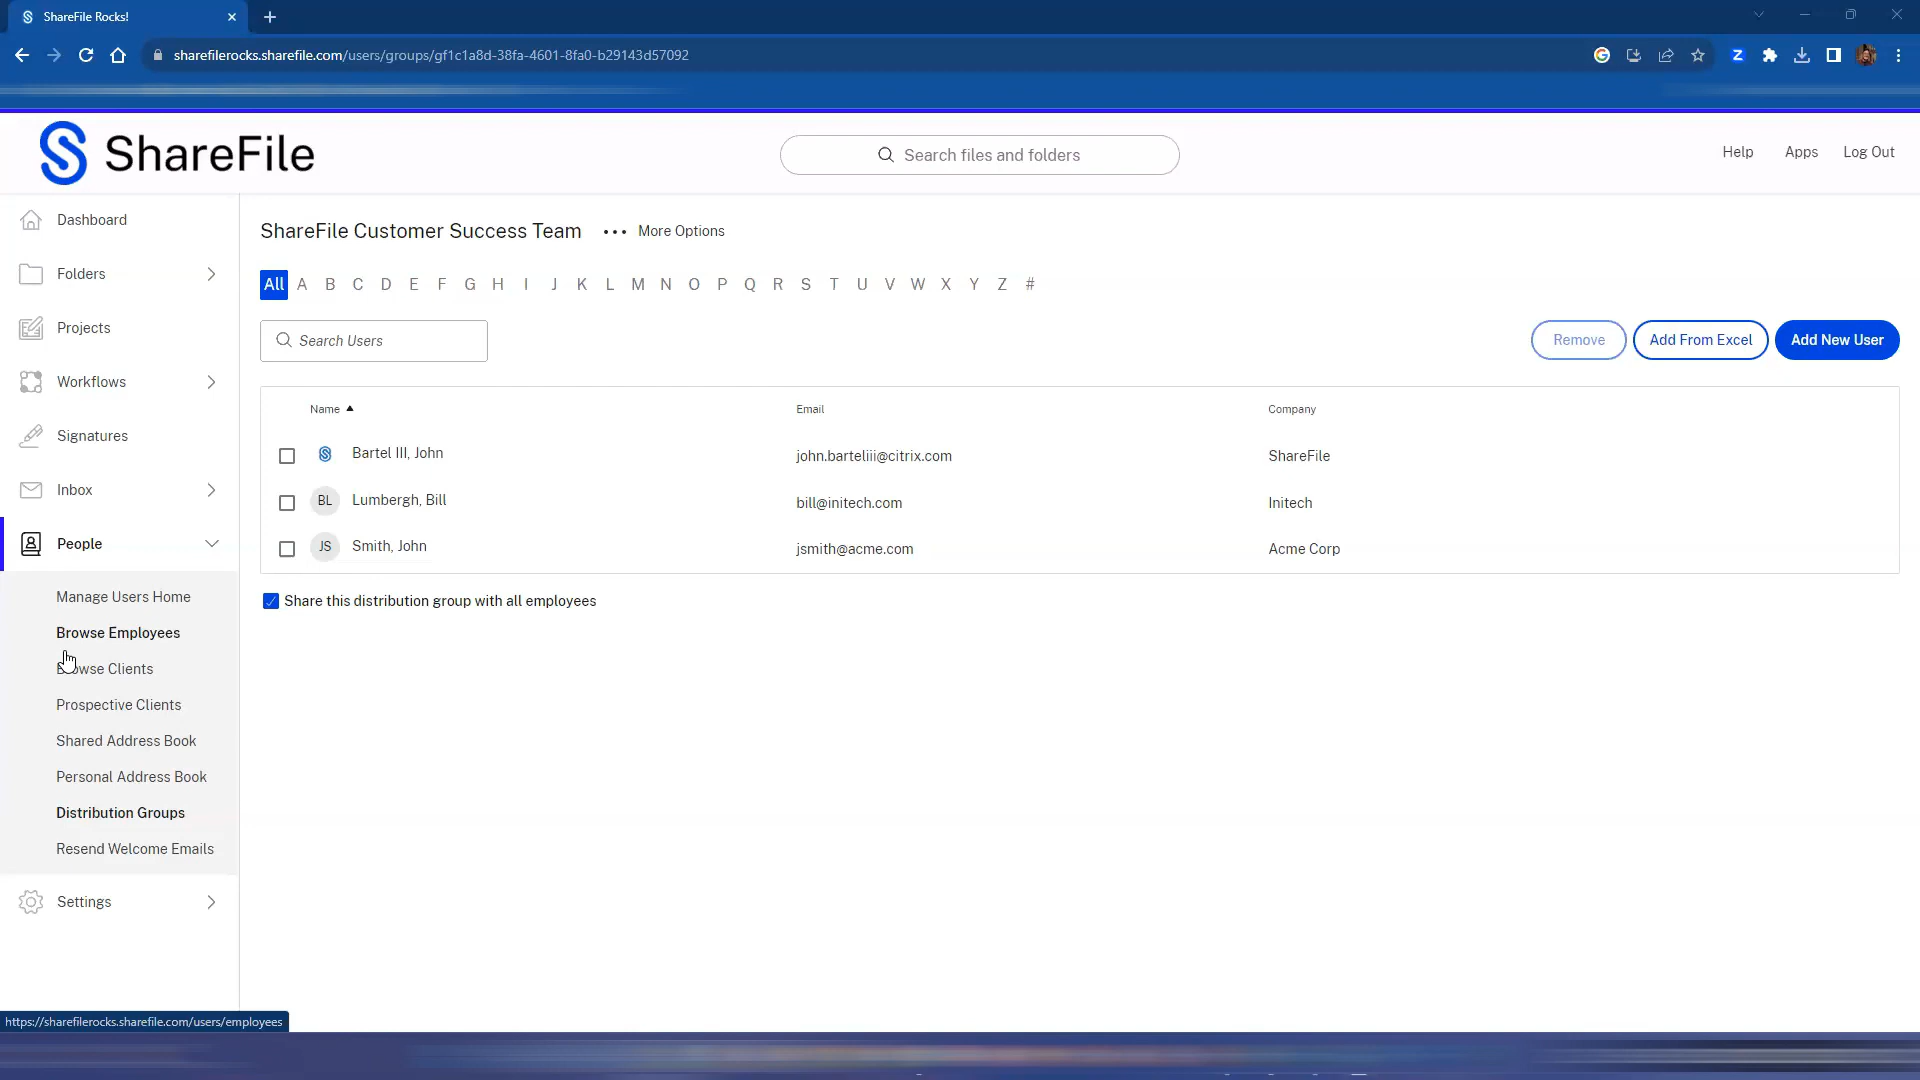 ShareFile Rocks!
sharefilerocks.sharefile.com/users/groups/gf1c1a8d-38fa-4601-8fa0-b29143d57092
ShareFile
Search files and folders
Help Apps Log Out
Dashboard
Folders
Projects
Workflows
Signatures
Inbox
People
Manage Users Home
Browse Employees
Browse Clients
Prospective Clients
Shared Address Book
Personal Address Book
Distribution Groups
Resend Welcome Emails
Settings
ShareFile Customer Success Team ••• More Options
All A B C D E F G H I J K L M N O P Q R S T U V W X Y Z #
Search Users
Remove Add From Excel Add New User
Name Email Company
Bartel III, John john.barteliii@citrix.com ShareFile
BL Lumbergh, Bill bill@initech.com Initech
JS Smith, John jsmith@acme.com Acme Corp
Share this distribution group with all employees
https://sharefilerocks.sharefile.com/users/employees